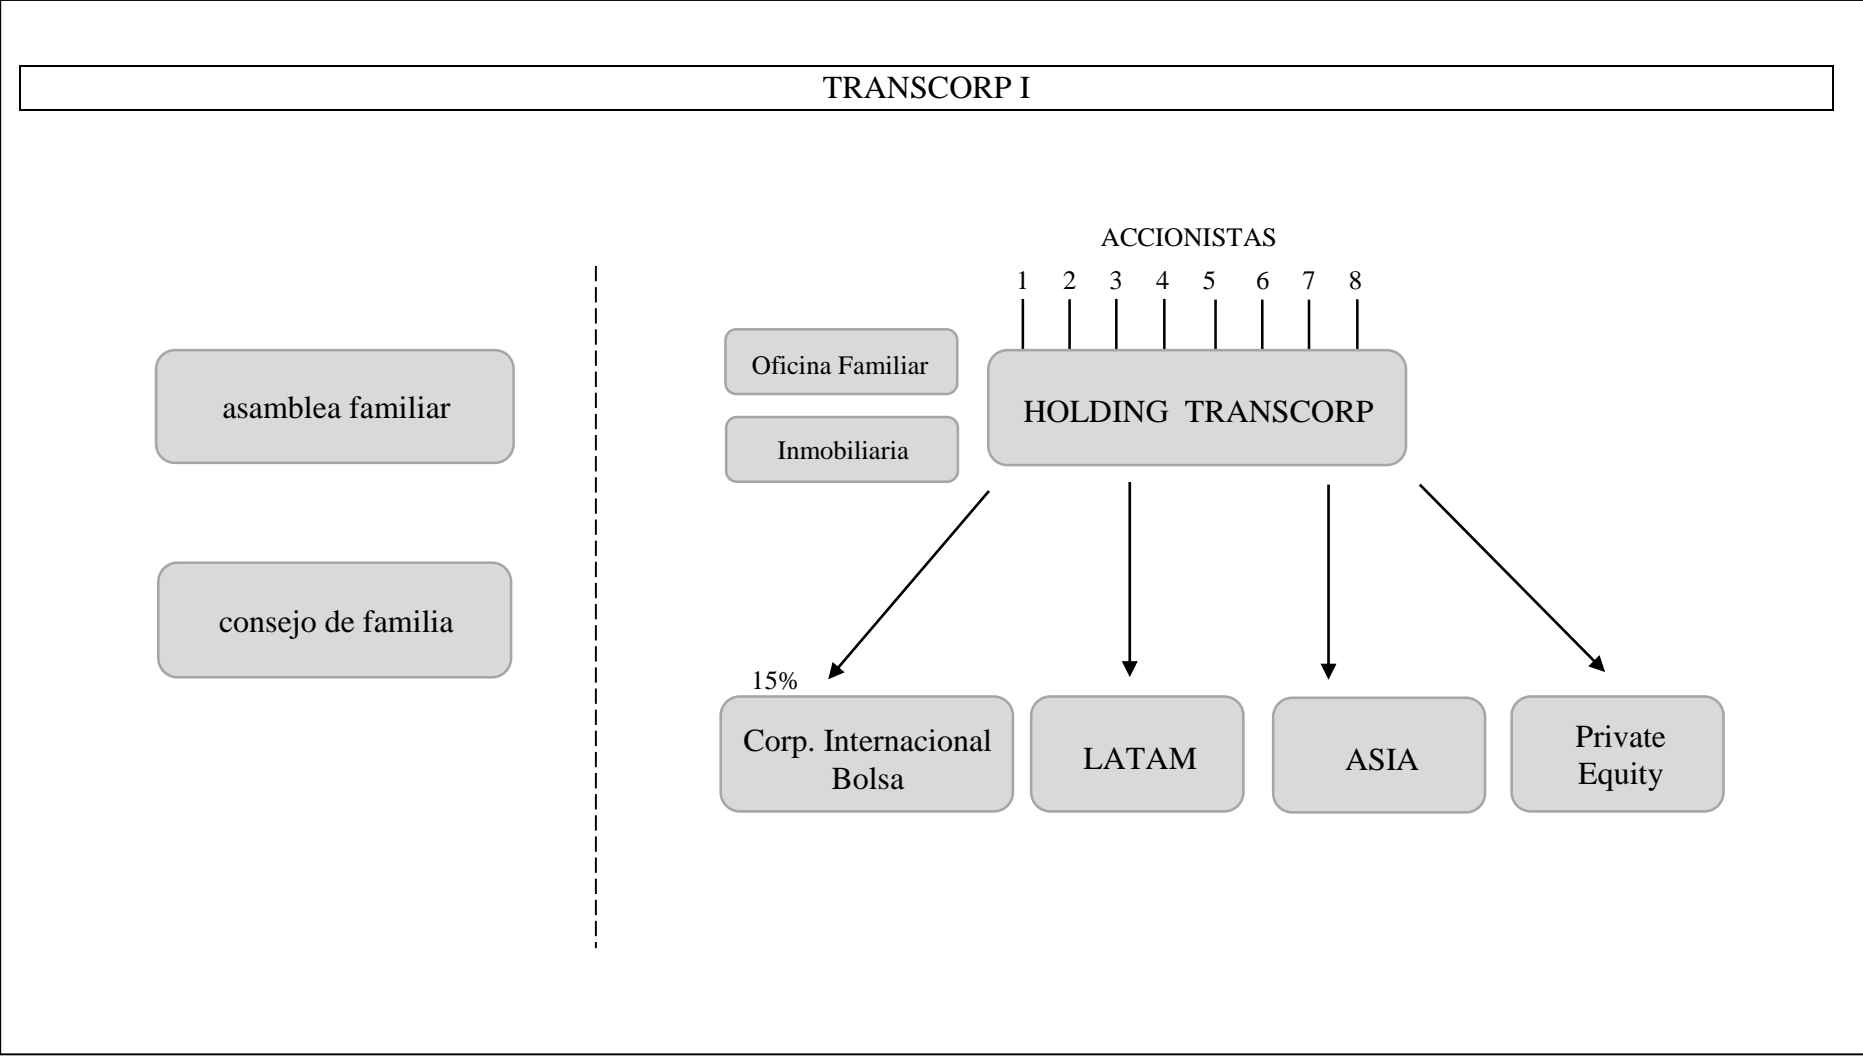 TRANSCORP I
ACCIONISTAS
1 2 3 4 5 6 7 8
asamblea familiar
consejo de familia
Oficina Familiar
Inmobiliaria
HOLDING TRANSCORP
15%
Corp. Internacional
Bolsa
LATAM
ASIA
Private
Equity